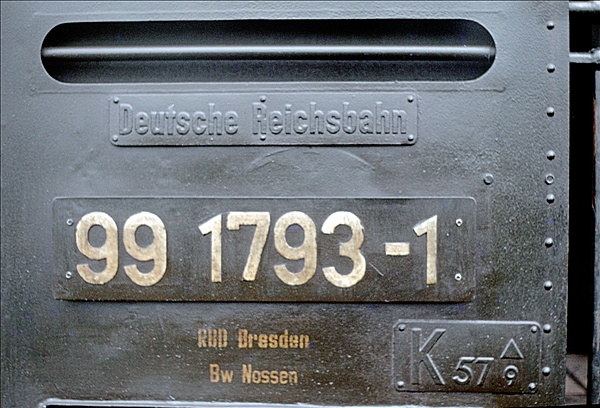 Deutsche Reichsbahn
99 1793-1
RBD Dresden
Bw Nossen
K 57 9